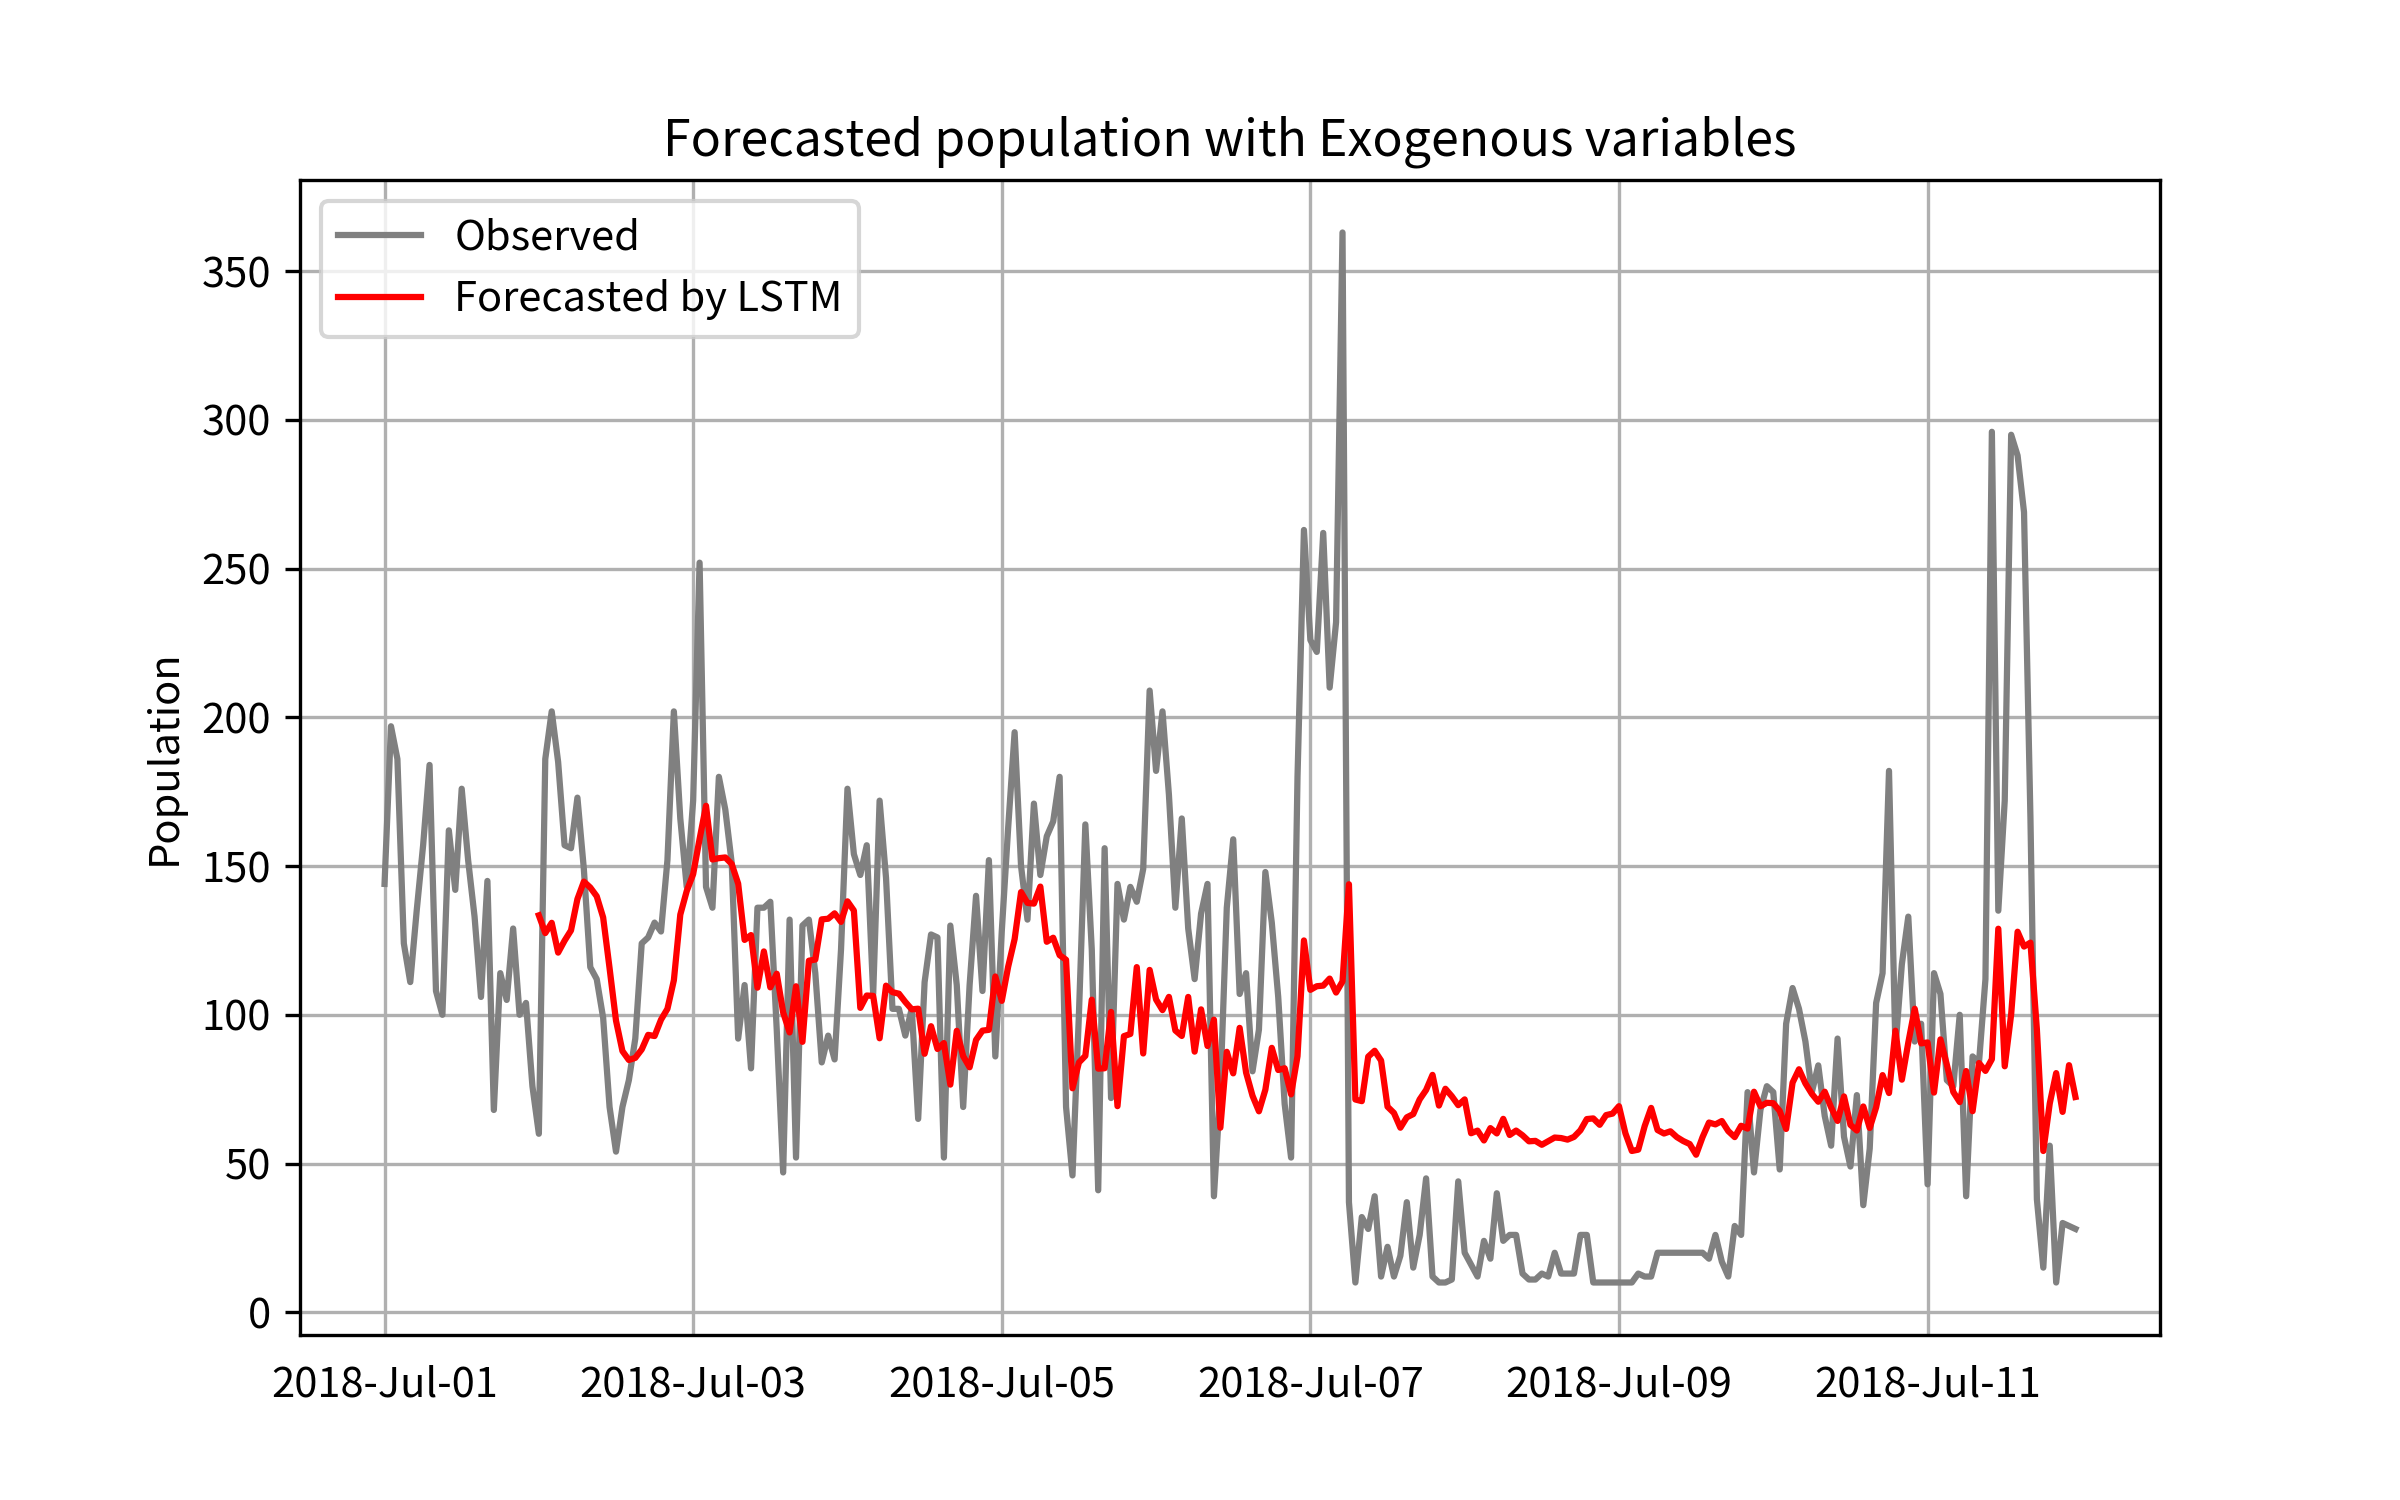 Forecasted population with Exogenous variables
Observed
Forecasted by LSTM
Population
350
300
250
200
150
100
50
0
2018-Jul-01 2018-Jul-03 2018-Jul-05 2018-Jul-07 2018-Jul-09 2018-Jul-11